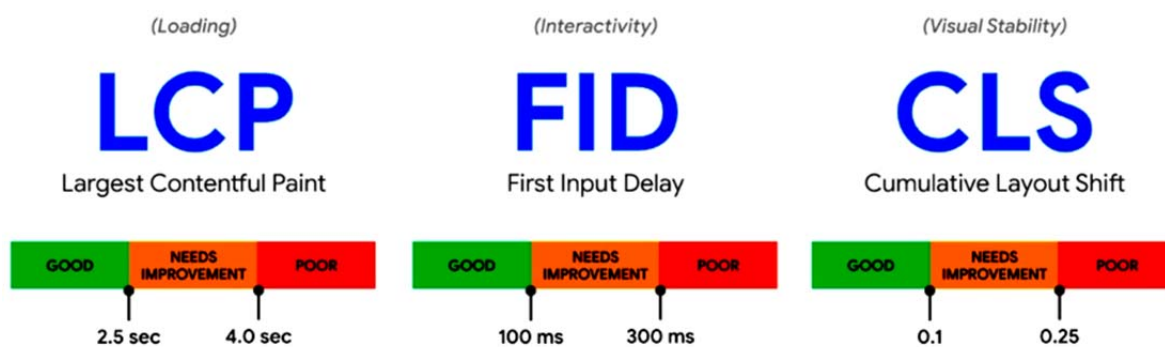 (Loading)
LCP
Largest Contentful Paint
GOOD
NEEDS
IMPROVEMENT
POOR
2.5 sec
4.0 sec
(Interactivity)
FID
First Input Delay
GOOD
NEEDS
IMPROVEMENT
POOR
100 ms
300 ms
(Visual Stability)
CLS
Cumulative Layout Shift
GOOD
NEEDS
IMPROVEMENT
POOR
0.1
0.25